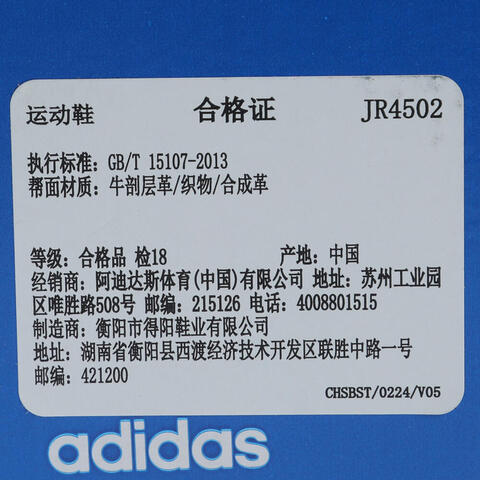 运动鞋 合格证 JR4502
执行标准: GB/T 15107-2013
帮面材质: 牛剖层革/织物/合成革
等级: 合格品 检18 产地: 中国
经销商: 阿迪达斯体育(中国)有限公司 地址: 苏州工业园
区唯胜路508号 邮编: 215126 电话: 4008801515
制造商: 衡阳市得阳鞋业有限公司
地址: 湖南省衡阳县西渡经济技术开发区联胜中路一号
邮编: 421200
CHSBST/0224/V05
adidas